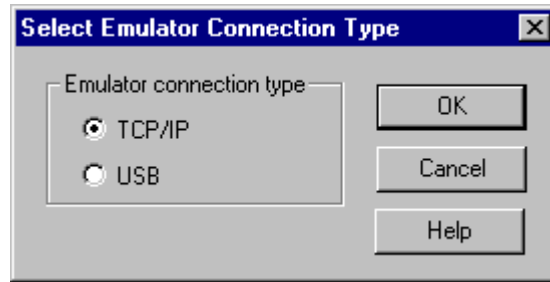 Select Emulator Connection Type
Emulator connection type
TCP/IP
USB
OK
Cancel
Help